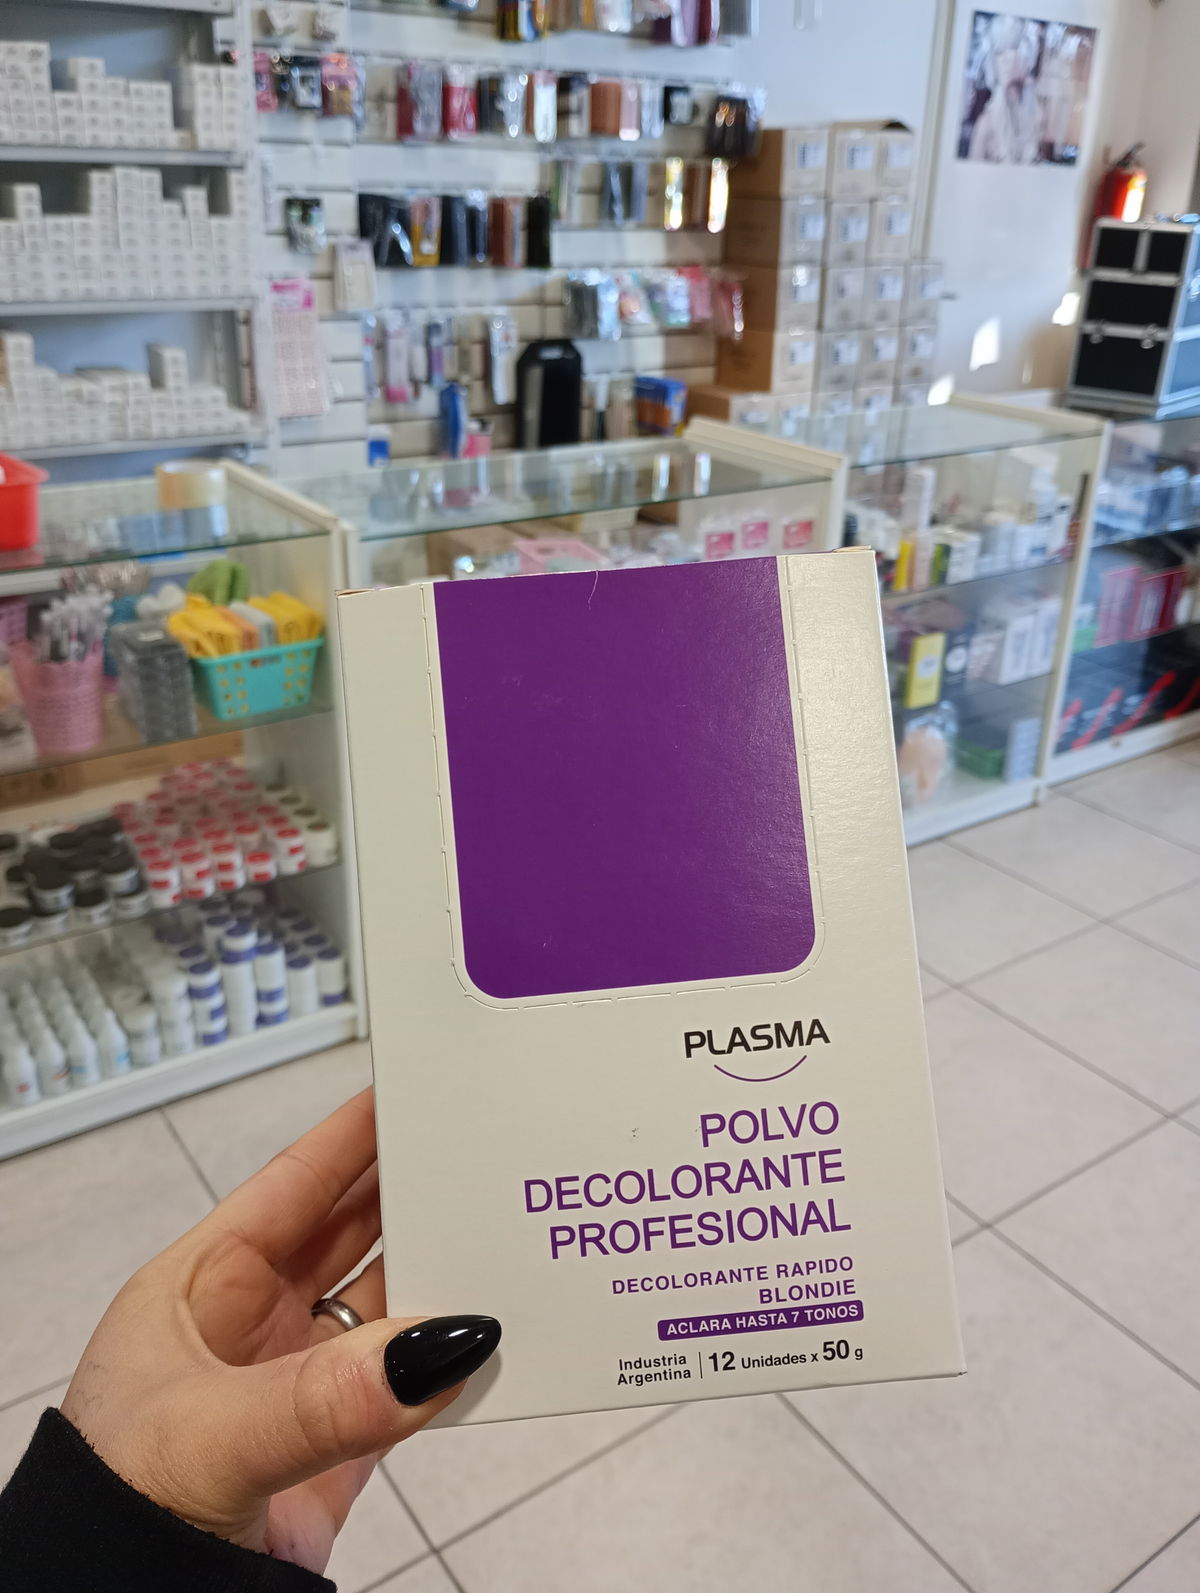 PLASMA
POLVO
DECOLORANTE
PROFESIONAL
DECOLORANTE RAPIDO
BLONDIE
ACLARA HASTA 7 TONOS
Industria
Argentina
12 Unidades x 50 g